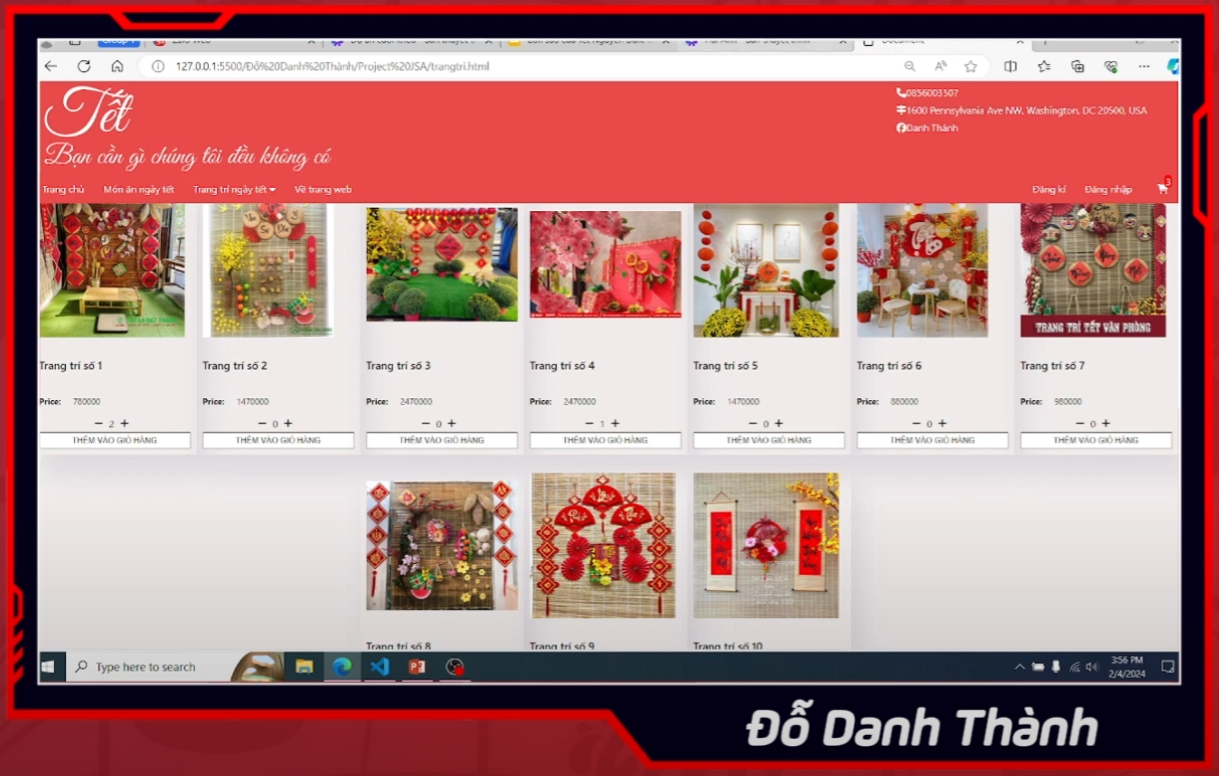 127.0.0.1:5500/Đỗ%20Danh%20Thành/Project%20JSA/trangtri.html
Tết
Bạn cần gì chúng tôi đều không có
0856003507
1600 Pennsylvania Ave NW, Washington, DC 20500, USA
Danh Thành
Trang chủ Món ăn ngày tết Trang trí ngày tết Về trang web Đăng kí Đăng nhập 3
TRANG TRÍ TẾT VĂN PHÒNG
Trang trí số 1 Trang trí số 2 Trang trí số 3 Trang trí số 4 Trang trí số 5 Trang trí số 6 Trang trí số 7
Price: 780000 Price: 1470000 Price: 2470000 Price: 2470000 Price: 1470000 Price: 880000 Price: 980000
− 2 + − 0 + − 0 + − 1 + − 0 + − 0 + − 0 +
THÊM VÀO GIỎ HÀNG THÊM VÀO GIỎ HÀNG THÊM VÀO GIỎ HÀNG THÊM VÀO GIỎ HÀNG THÊM VÀO GIỎ HÀNG THÊM VÀO GIỎ HÀNG THÊM VÀO GIỎ HÀNG
Trang trí số 8 Trang trí số 9 Trang trí số 10
Type here to search
3:56 PM
2/4/2024
Đỗ Danh Thành